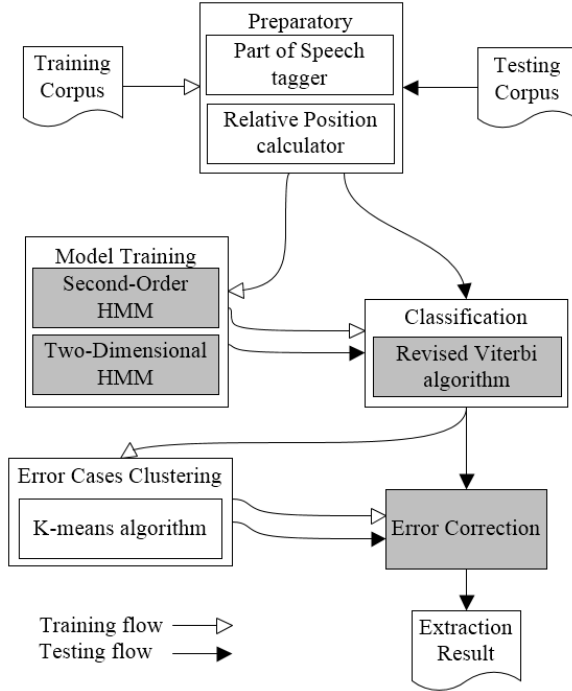 Preparatory
Part of Speech
tagger
Relative Position
calculator
Training
Corpus
Testing
Corpus
Model Training
Second-Order
HMM
Two-Dimensional
HMM
Classification
Revised Viterbi
algorithm
Error Cases Clustering
K-means algorithm
Error Correction
Training flow
Testing flow
Extraction
Result